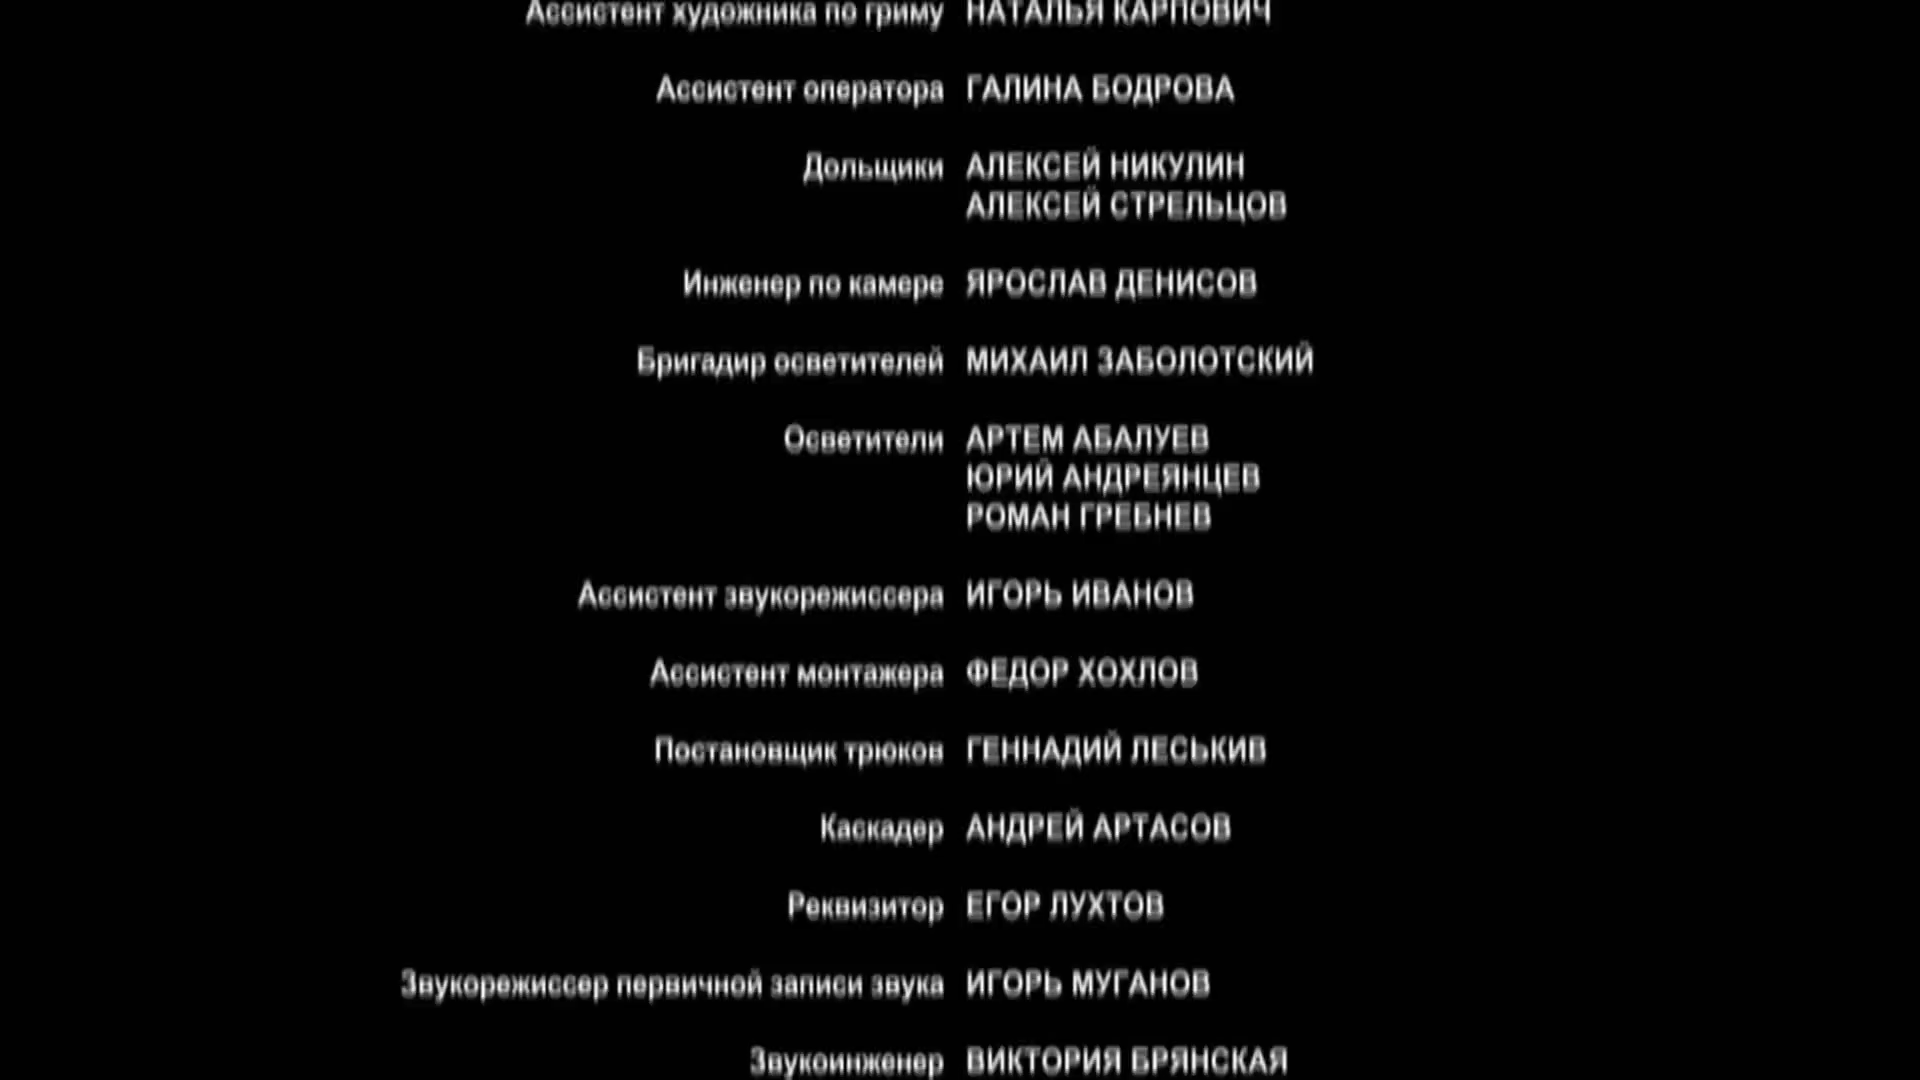 Ассистент художника по гриму НАТАЛЬЯ КАРПОВИЧ
Ассистент оператора ГАЛИНА БОДРОВА
Дольщики АЛЕКСЕЙ НИКУЛИН
АЛЕКСЕЙ СТРЕЛЬЦОВ
Инженер по камере ЯРОСЛАВ ДЕНИСОВ
Бригадир осветителей МИХАИЛ ЗАБОЛОТСКИЙ
Осветители АРТЕМ АБАЛУЕВ
ЮРИЙ АНДРЕЯНЦЕВ
РОМАН ГРЕБНЕВ
Ассистент звукорежиссера ИГОРЬ ИВАНОВ
Ассистент монтажера ФЕДОР ХОХЛОВ
Постановщик трюков ГЕННАДИЙ ЛЕСЬКИВ
Каскадер АНДРЕЙ АРТАСОВ
Реквизитор ЕГОР ЛУХТОВ
Звукорежиссер первичной записи звука ИГОРЬ МУГАНОВ
Звукоинженер ВИКТОРИЯ БРЯНСКАЯ